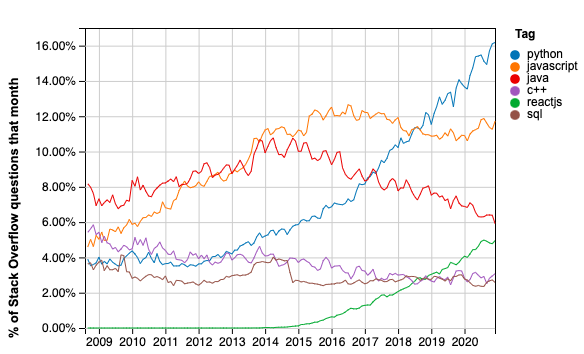 % of Stack Overflow questions that month
16.00%
14.00%
12.00%
10.00%
8.00%
6.00%
4.00%
2.00%
0.00%
2009 2010 2011 2012 2013 2014 2015 2016 2017 2018 2019 2020
Tag
python
javascript
java
c++
reactjs
sql